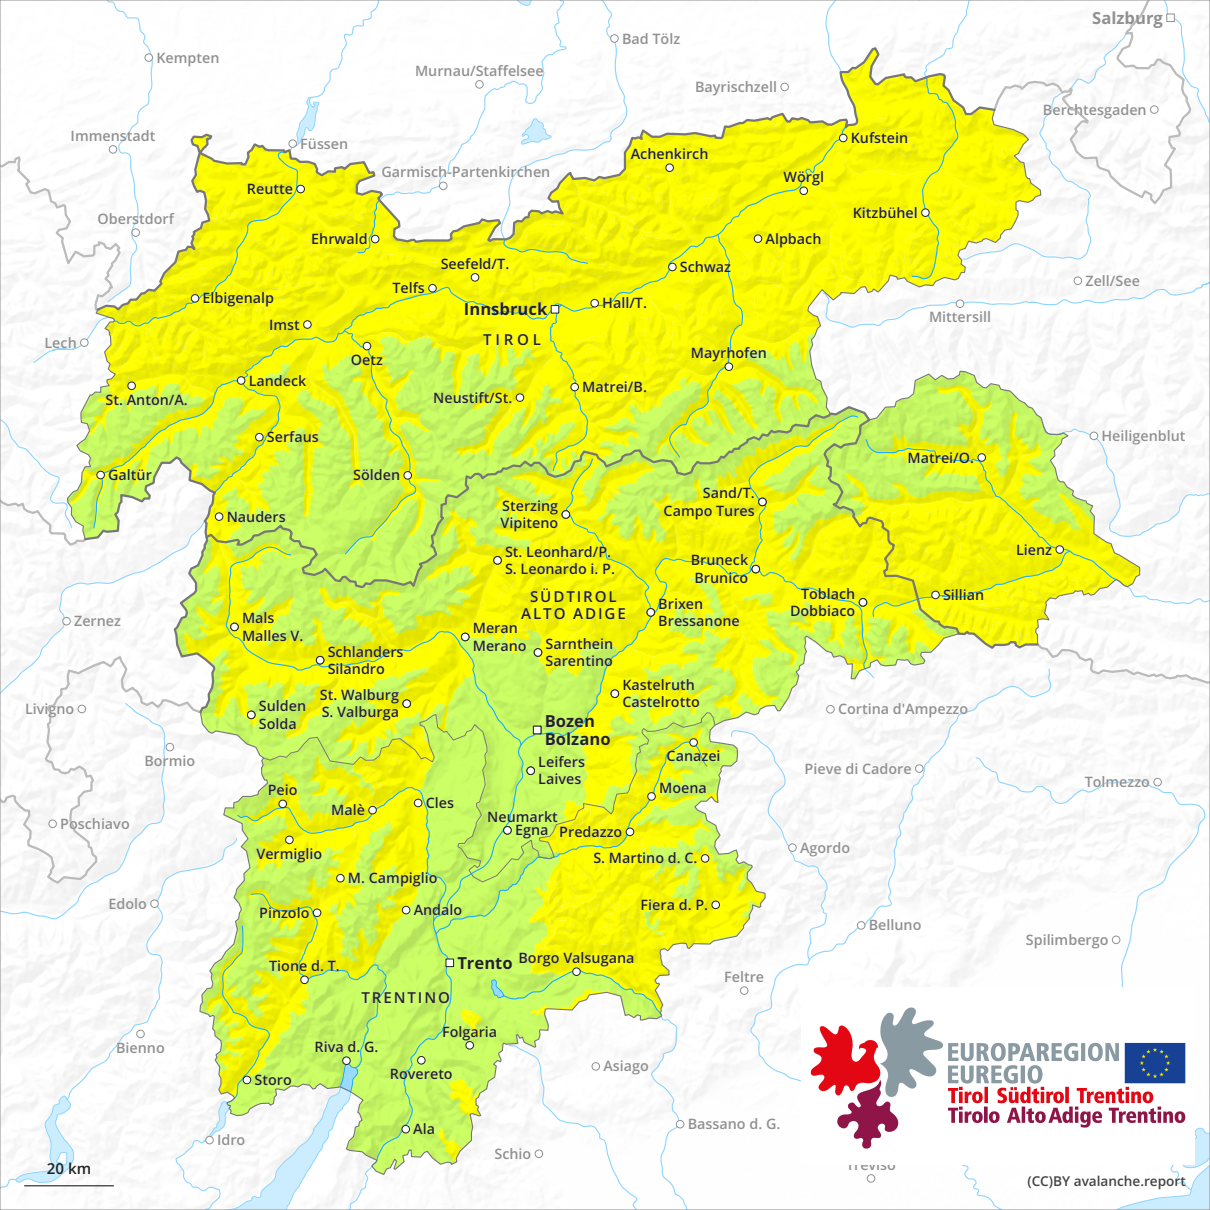 Salzburg
Kempten
Bad Tölz
Murnau/Staffelsee
Bayrischzell
Berchtesgaden
Immenstadt
Füssen
Kufstein
Achenkirch
Garmisch-Partenkirchen
Wörgl
Reutte
Oberstdorf
Kitzbühel
Ehrwald
Alpbach
Seefeld/T.
Schwaz
Telfs
Zell/See
Elbigenalp
Innsbruck
Hall/T.
Mittersill
Imst
TIROL
Lech
Oetz
Mayrhofen
Landeck
Matrei/B.
St. Anton/A.
Neustift/St.
Serfaus
Heiligenblut
Matrei/O.
Galtür
Sölden
Sand/T.
Campo Tures
Sterzing
Vipiteno
Nauders
St. Leonhard/P.
S. Leonardo i. P.
Lienz
Bruneck
Brunico
SÜDTIROL
ALTO ADIGE
Toblach
Dobbiaco
Sillian
Brixen
Bressanone
Zernez
Mals
Malles V.
Meran
Merano
Sarnthein
Sarentino
Schlanders
Silandro
Kastelruth
Castelrotto
St. Walburg
S. Valburga
Livigno
Sulden
Solda
Cortina d'Ampezzo
Bozen
Bolzano
Bormio
Canazei
Leifers
Laives
Pieve di Cadore
Tolmezzo
Peio
Moena
Malè
Cles
Neumarkt
Egna
Poschiavo
Predazzo
Vermiglio
Agordo
S. Martino d. C.
M. Campiglio
Edolo
Pinzolo
Andalo
Fiera d. P.
Belluno
Spilimbergo
Trento
Borgo Valsugana
Tione d. T.
Feltre
TRENTINO
Folgaria
Bienno
Riva d. G.
Rovereto
Asiago
Storo
EUROPAREGION
EUREGIO
Tirol Südtirol Trentino
Tirolo Alto Adige Trentino
Ala
Bassano d. G.
Idro
Schio
Treviso
20 km
(CC)BY avalanche.report